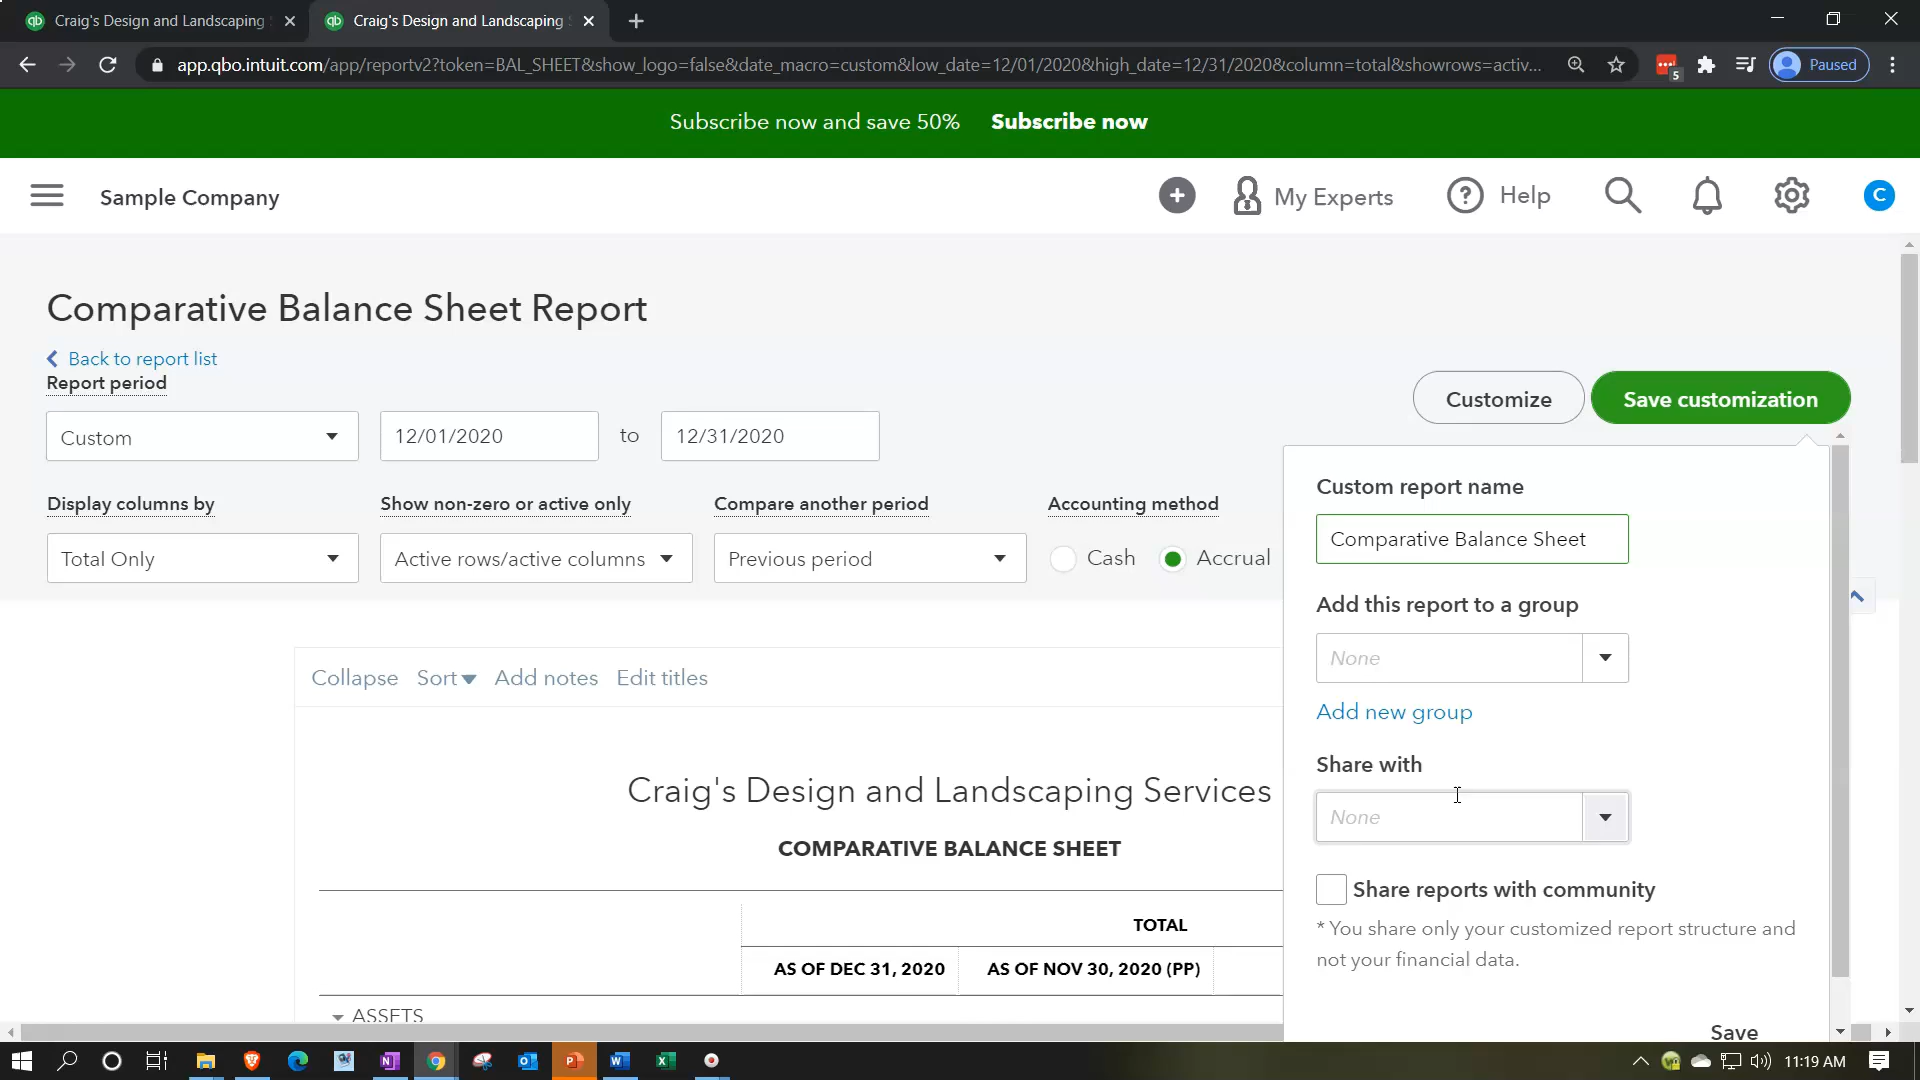 Craig's Design and Landscaping
Craig's Design and Landscaping
app.qbo.intuit.com/app/reportv2?token=BAL_SHEET&show_logo=false&date_macro=custom&low_date=12/01/2020&high_date=12/31/2020&column=total&showrows=activ...
5
Paused
Subscribe now and save 50% Subscribe now
Sample Company
My Experts
Help
C
Comparative Balance Sheet Report
Back to report list
Report period
Custom
12/01/2020
to
12/31/2020
Customize
Save customization
Display columns by
Show non-zero or active only
Compare another period
Accounting method
Total Only
Active rows/active columns
Previous period
Cash
Accrual
Custom report name
Comparative Balance Sheet
Add this report to a group
None
Add new group
Share with
None
Share reports with community
* You share only your customized report structure and
not your financial data.
Save
Collapse Sort Add notes Edit titles
Craig's Design and Landscaping Services
COMPARATIVE BALANCE SHEET
TOTAL
AS OF DEC 31, 2020
AS OF NOV 30, 2020 (PP)
ASSETS
11:19 AM